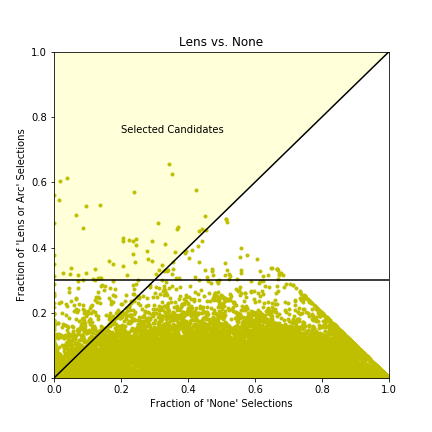 Lens vs. None
1.0
Selected Candidates
0.8
0.6
0.4
0.2
0.0
Fraction of 'Lens or Arc' Selections
0.0 0.2 0.4 0.6 0.8 1.0
Fraction of 'None' Selections